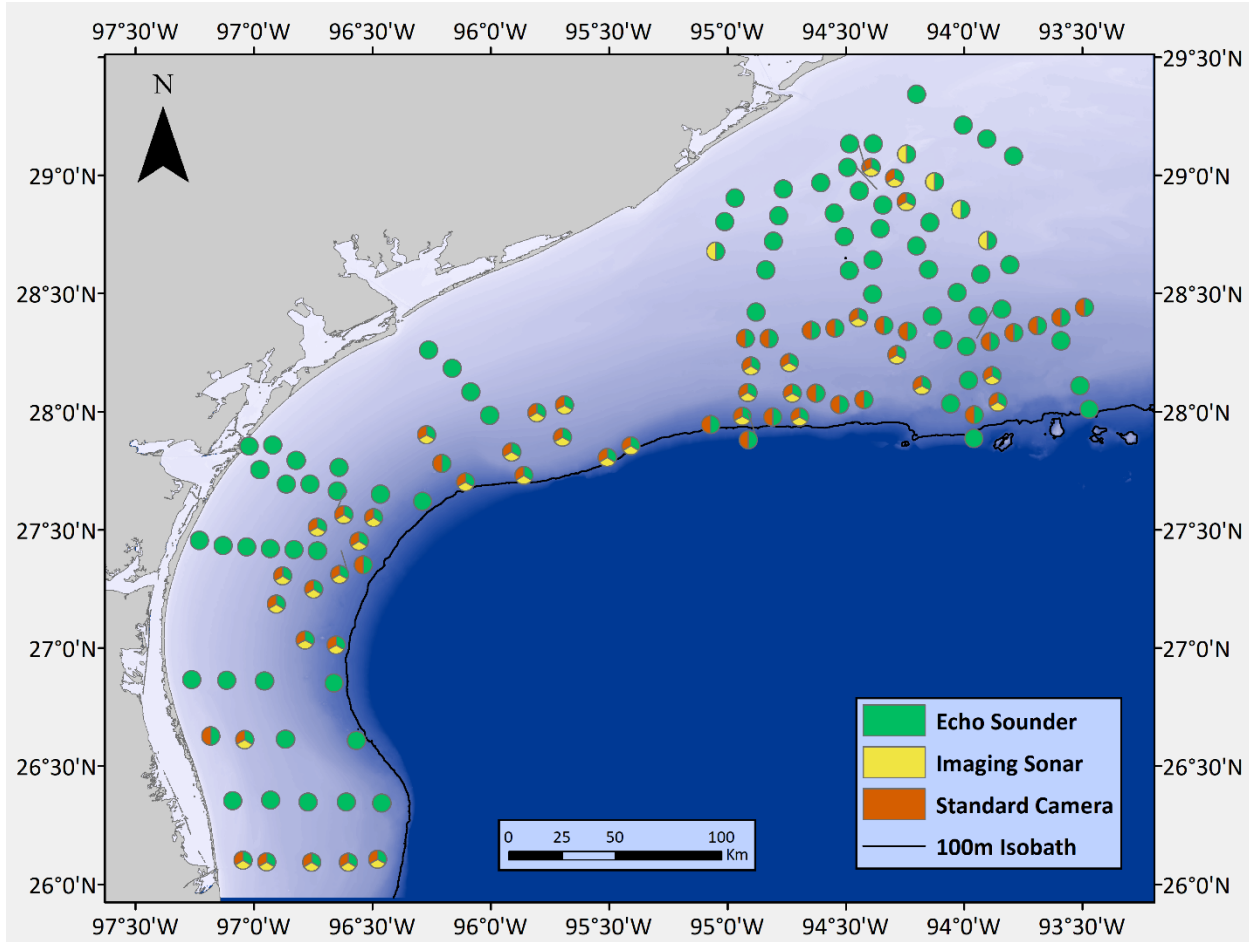 97°30'W 97°0'W 96°30'W 96°0'W 95°30'W 95°0'W 94°30'W 94°0'W 93°30'W
29°30'N
N
29°0'N 29°0'N
28°30'N 28°30'N
28°0'N 28°0'N
27°30'N 27°30'N
27°0'N 27°0'N
26°30'N 26°30'N
26°0'N 26°0'N
Echo Sounder
Imaging Sonar
Standard Camera
100m Isobath
0 25 50 100
Km
97°30'W 97°0'W 96°30'W 96°0'W 95°30'W 95°0'W 94°30'W 94°0'W 93°30'W